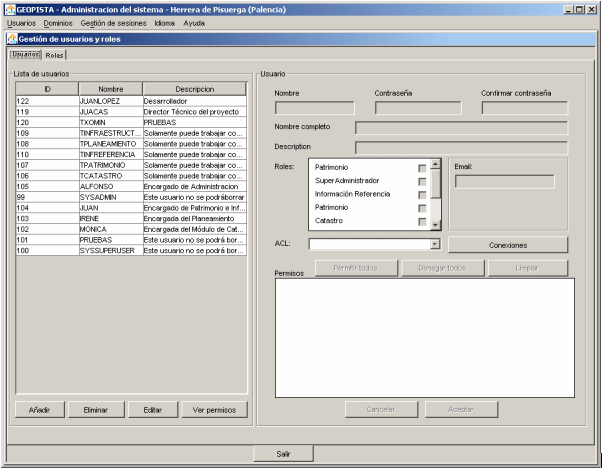 GEOPISTA - Administracion del sistema - Herrera de Pisuerga (Palencia)
Usuarios Dominios Gestión de sesiones Idioma Ayuda
Gestión de usuarios y roles
Usuarios Roles
Lista de usuarios
ID Nombre Descripcion
122 JUANLOPEZ Desarrollador
119 JUACAS Director Técnico del proyecto
120 TXOMIN PRUEBAS
109 TINFRAESTRUCT... Solamente puede trabajar co...
108 TPLANEAMIENTO Solamente puede trabajar co...
110 TINFREFERENCIA Solamente puede trabajar co...
107 TPATRIMONIO Solamente puede trabajar co...
106 TCATASTRO Solamente puede trabajar co...
105 ALFONSO Encargado de Administracion
99 SYSADMIN Este usuario no se podráborrar
104 JUAN Encargado de Patrimonio e Inf...
103 IRENE Encargada del Planeamiento
102 MONICA Encargada del Módulo de Cat...
101 PRUEBAS Este usuario no se podrá bor...
100 SYSSUPERUSER Este usuario no se podrá bor...
Añadir Eliminar Editar Ver permisos
Usuario
Nombre Contraseña Confirmar contraseña
Nombre completo
Description
Roles:
Patrimonio
SuperAdministrador
Información Referencia
Patrimonio
Catastro
Email:
ACL:
Conexiones
Permitir todos Denegar todos Limpiar
Permisos
Cancelar Aceptar
Salir